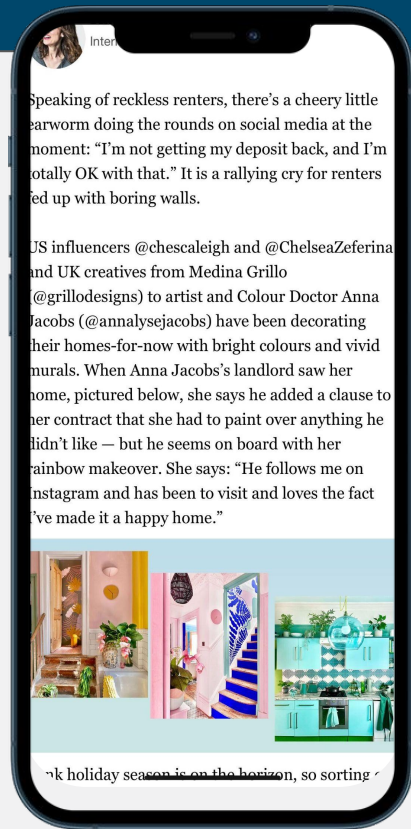 Inter
Speaking of reckless renters, there’s a cheery little
earworm doing the rounds on social media at the
moment: “I’m not getting my deposit back, and I’m
totally OK with that.” It is a rallying cry for renters
fed up with boring walls.
US influencers @chescaleigh and @ChelseaZeferina
and UK creatives from Medina Grillo
(@grillodesigns) to artist and Colour Doctor Anna
Jacobs (@annalysejacobs) have been decorating
their homes-for-now with bright colours and vivid
murals. When Anna Jacobs’s landlord saw her
home, pictured below, she says he added a clause to
her contract that she had to paint over anything he
didn’t like — but he seems on board with her
rainbow makeover. She says: “He follows me on
Instagram and has been to visit and loves the fact
I’ve made it a happy home.”
nk holiday season is on the horizon, so sorting